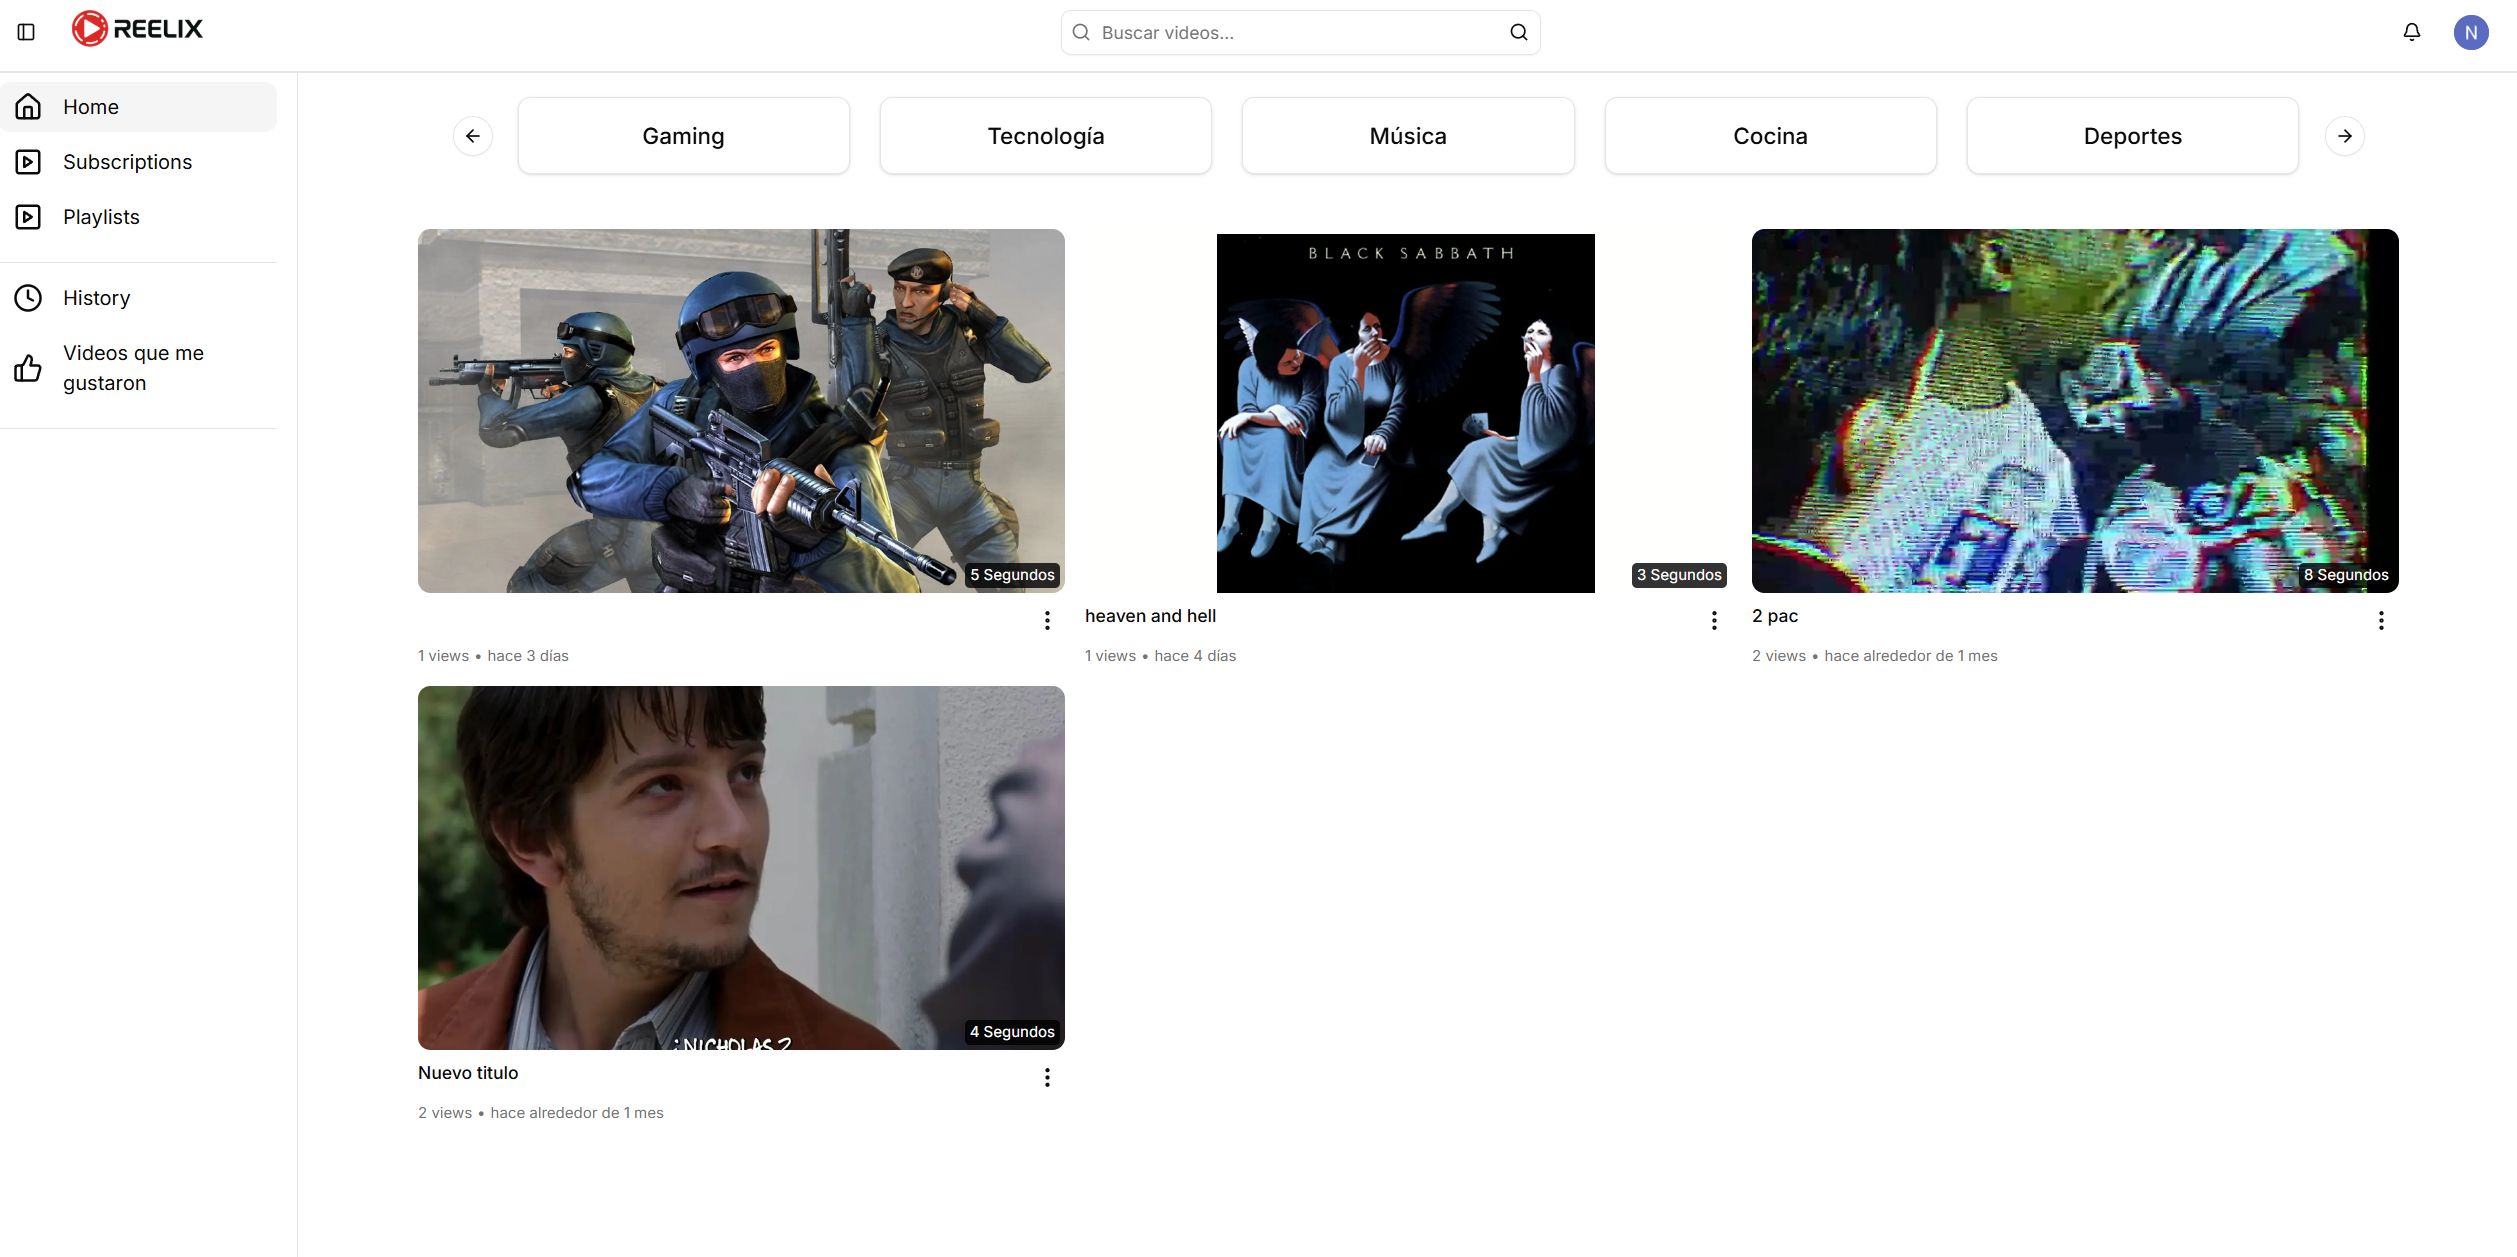 REELIX
Buscar videos...
N
Home
Subscriptions
Playlists
History
Videos que me
gustaron
Gaming
Tecnología
Música
Cocina
Deportes
5 Segundos
1 views • hace 3 días
BLACK SABBATH
3 Segundos
heaven and hell
1 views • hace 4 días
8 Segundos
2 pac
2 views • hace alrededor de 1 mes
¿NICHOLAS?
4 Segundos
Nuevo titulo
2 views • hace alrededor de 1 mes